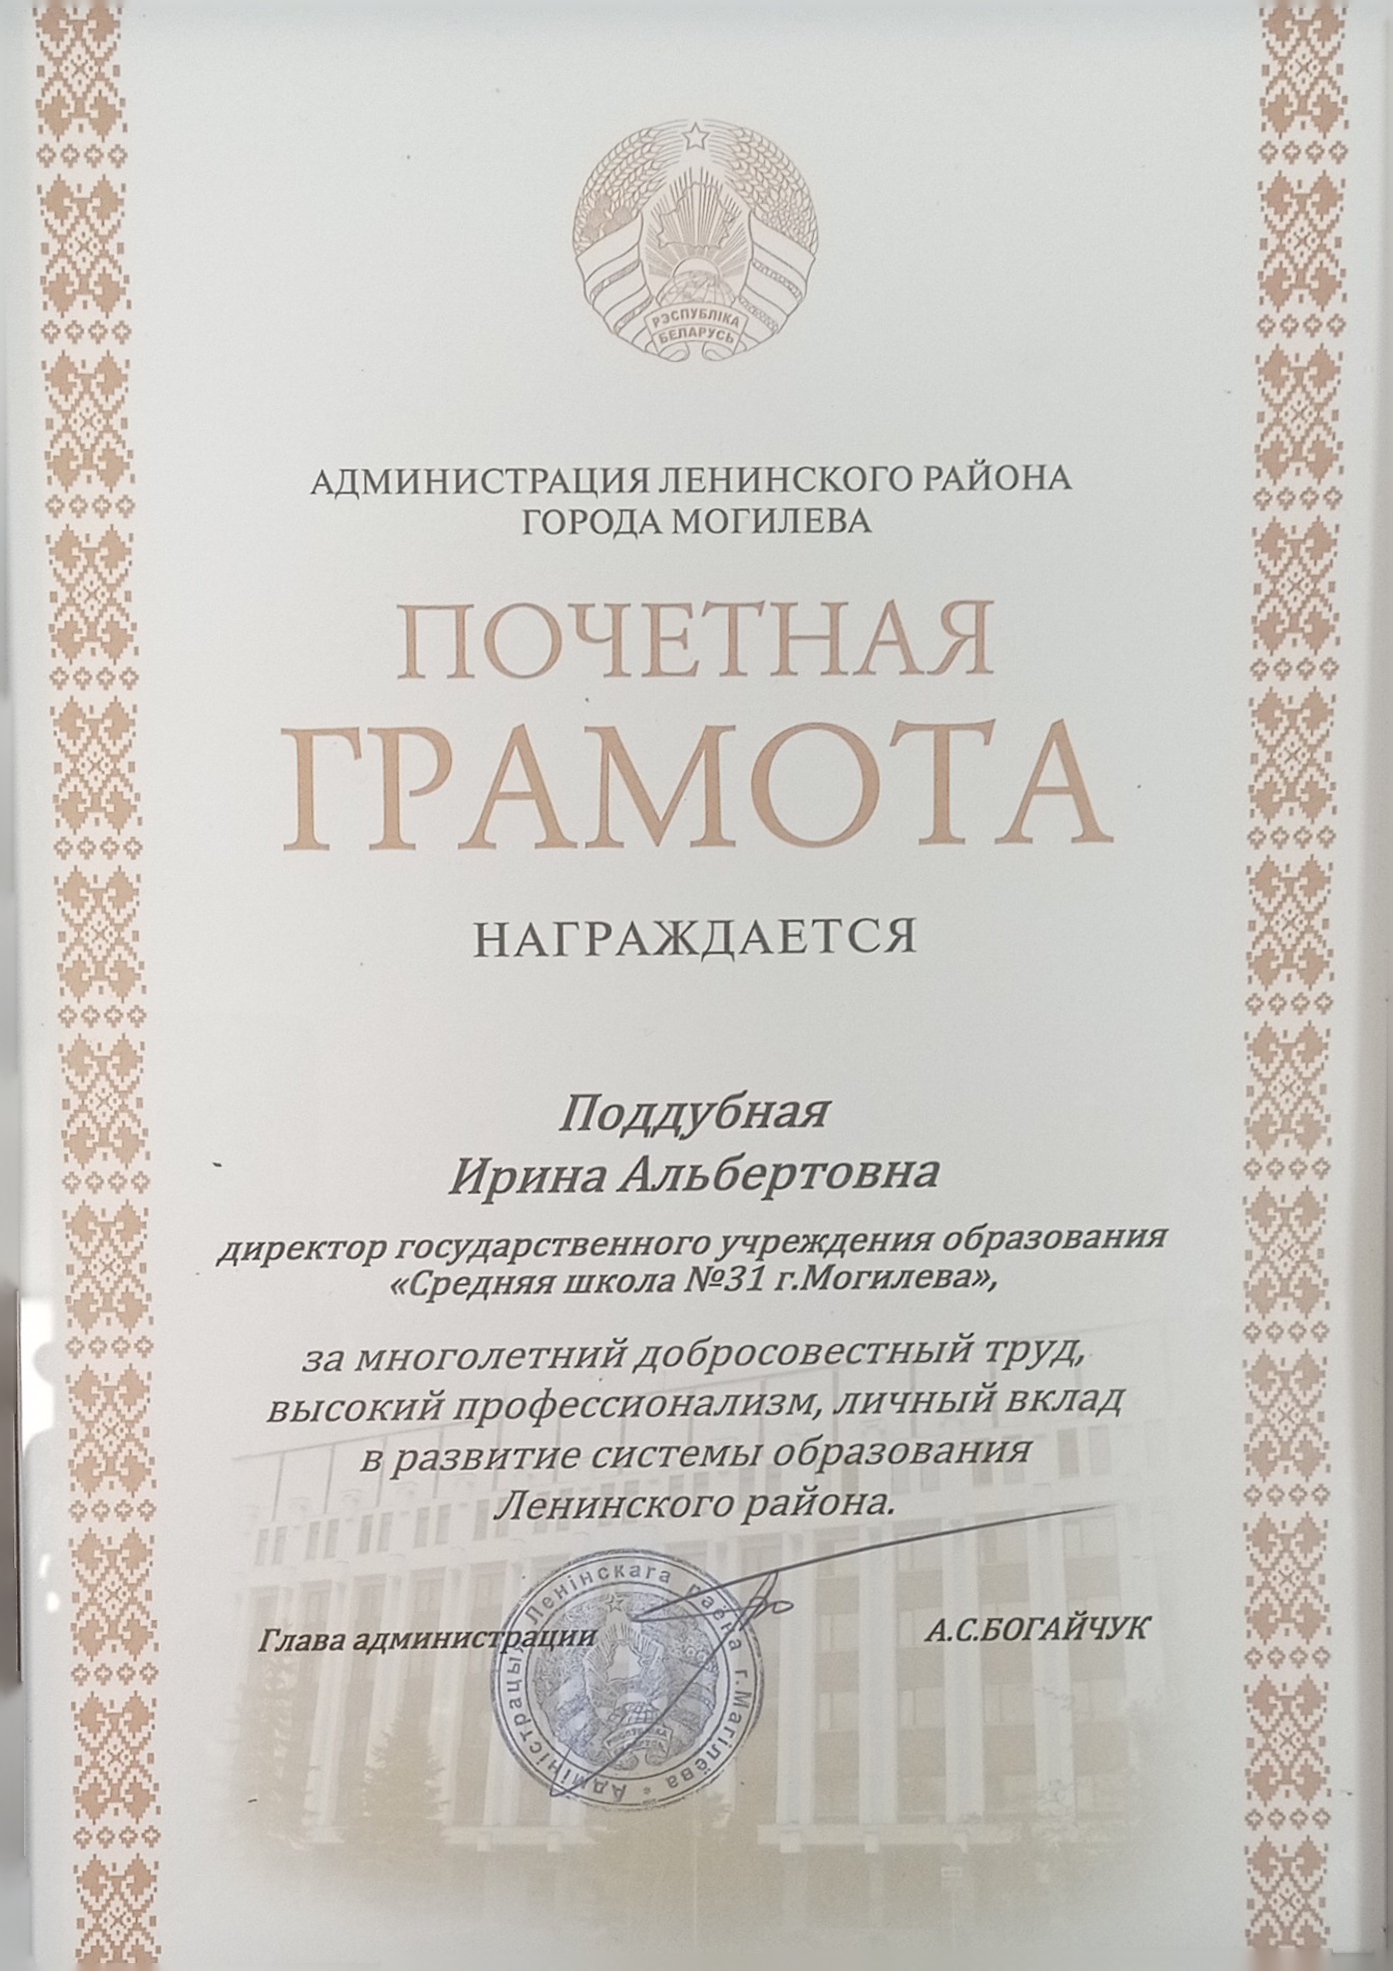 РЭСПУБЛІКА
БЕЛАРУСЬ
АДМИНИСТРАЦИЯ ЛЕНИНСКОГО РАЙОНА
ГОРОДА МОГИЛЕВА
ПОЧЕТНАЯ
ГРАМОТА
НАГРАЖДАЕТСЯ
Поддубная
Ирина Альбертовна
директор государственного учреждения образования
«Средняя школа №31 г.Могилева»,
за многолетний добросовестный труд,
высокий профессионализм, личный вклад
в развитие системы образования
Ленинского района.
Глава администрации
А.С.БОГАЙЧУК
Адміністрацыя Ленінскага раёна г.Магілёва *